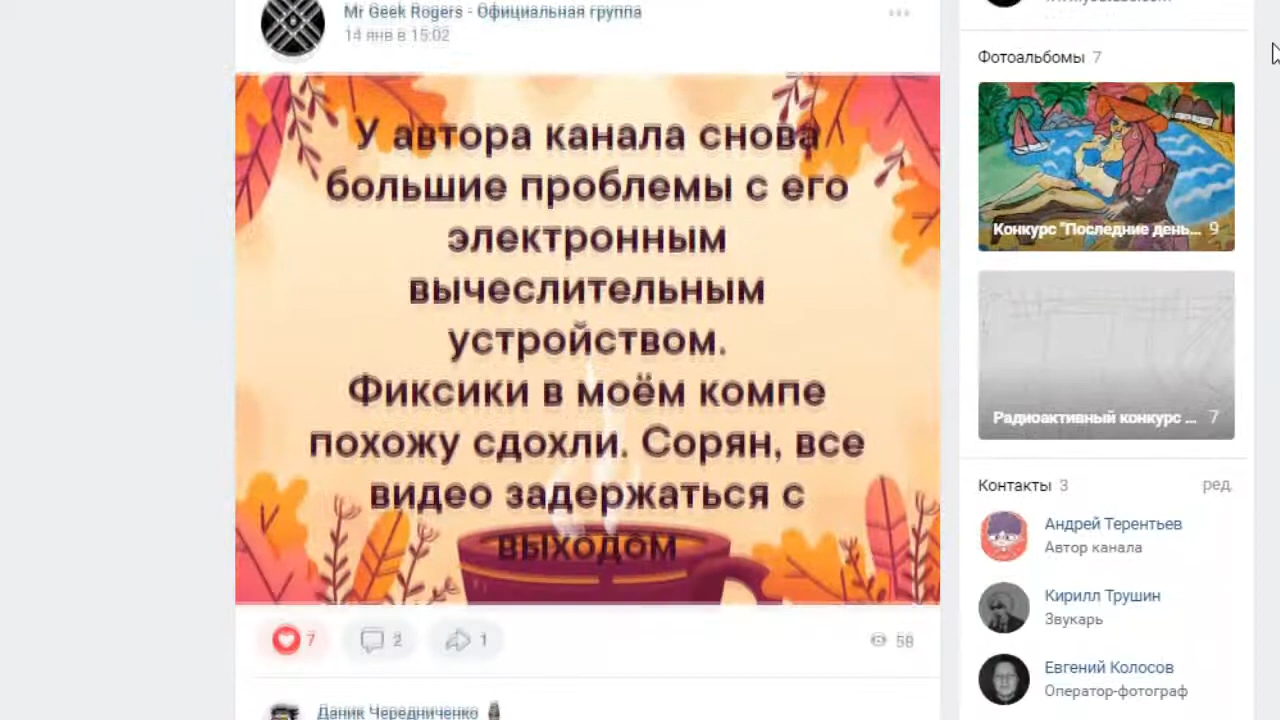 Mr Geek Rogers - Официальная группа
14 янв в 15:02
У автора канала снова
большие проблемы с его
электронным
вычеслительным
устройством.
Фиксики в моём компе
похожу сдохли. Сорян, все
видео задержаться с
выходом
7
2
1
58
Даник Чередниченко
Фотоальбомы 7
Конкурс "Последние день... 9
Радиоактивный конкурс ... 7
Контакты 3
ред.
Андрей Терентьев
Автор канала
Кирилл Трушин
Звукарь
Евгений Колосов
Оператор-фотограф